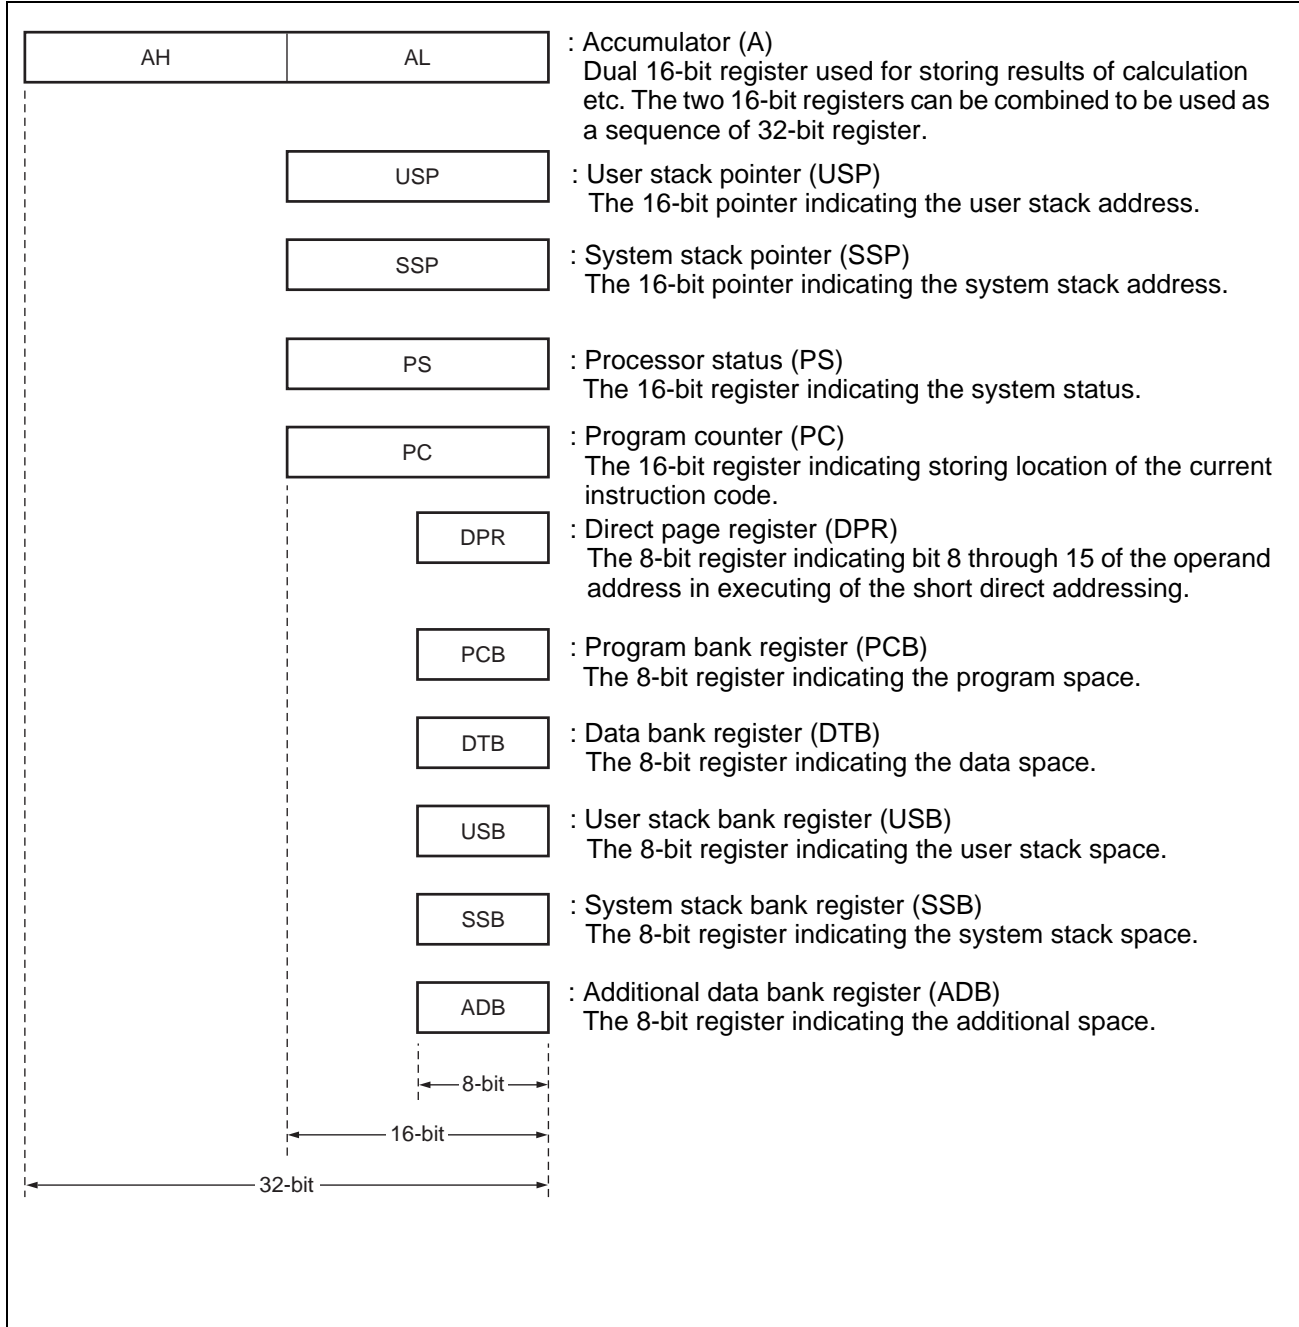 AH AL : Accumulator (A)
Dual 16-bit register used for storing results of calculation
etc. The two 16-bit registers can be combined to be used as
a sequence of 32-bit register.
USP : User stack pointer (USP)
The 16-bit pointer indicating the user stack address.
SSP : System stack pointer (SSP)
The 16-bit pointer indicating the system stack address.
PS : Processor status (PS)
The 16-bit register indicating the system status.
PC : Program counter (PC)
The 16-bit register indicating storing location of the current
instruction code.
DPR : Direct page register (DPR)
The 8-bit register indicating bit 8 through 15 of the operand
address in executing of the short direct addressing.
PCB : Program bank register (PCB)
The 8-bit register indicating the program space.
DTB : Data bank register (DTB)
The 8-bit register indicating the data space.
USB : User stack bank register (USB)
The 8-bit register indicating the user stack space.
SSB : System stack bank register (SSB)
The 8-bit register indicating the system stack space.
ADB : Additional data bank register (ADB)
The 8-bit register indicating the additional space.
8-bit
16-bit
32-bit